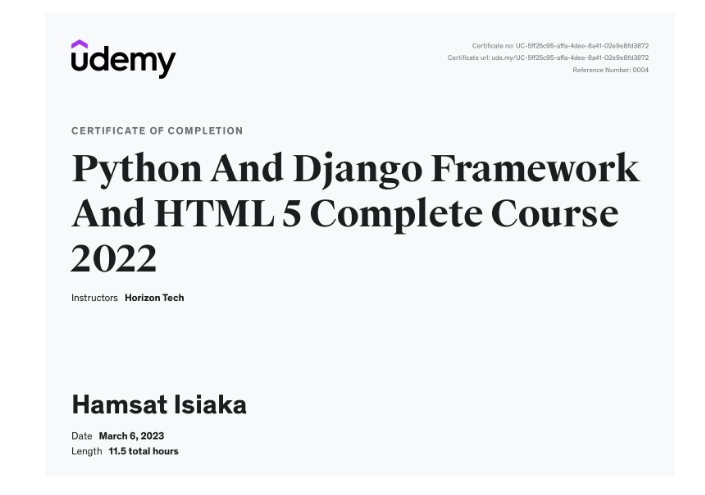 udemy
Certificate no: UC-5ff25c95-affa-4dee-8a41-02e9e8fd3872
Certificate url: ude.my/UC-5ff25c95-affa-4dee-8a41-02e9e8fd3872
Reference Number: 0004
CERTIFICATE OF COMPLETION
Python And Django Framework
And HTML 5 Complete Course
2022
Instructors Horizon Tech
Hamsat Isiaka
Date March 6, 2023
Length 11.5 total hours